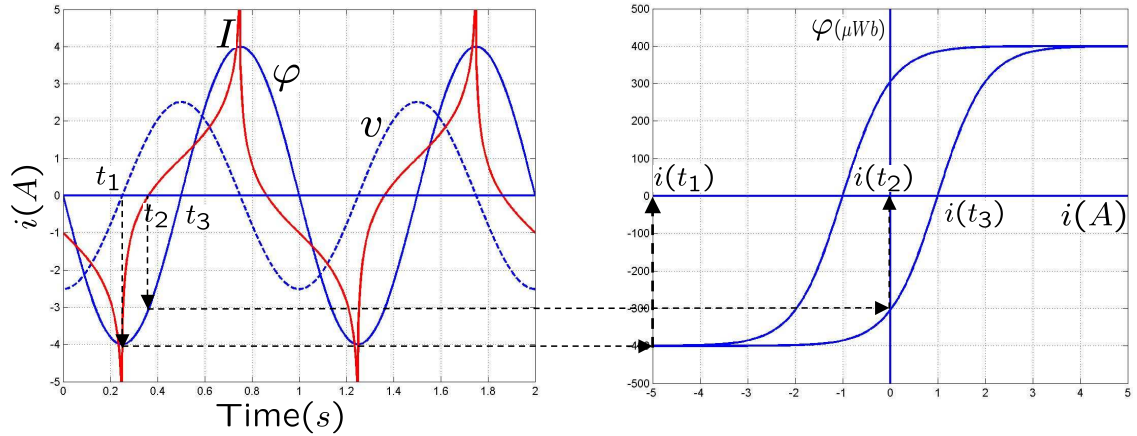 5
4
3
2
1
0
-1
-2
-3
-4
-5
i(A)
I
φ
v
t₁
t₂
t₃
0 0.2 0.4 0.6 0.8 1 1.2 1.4 1.6 1.8 2
Time(s)
500
400
300
200
100
0
-100
-200
-300
-400
-500
φ(μWb)
i(t₁)
i(t₂)
i(t₃)
i(A)
-5 -4 -3 -2 -1 0 1 2 3 4 5